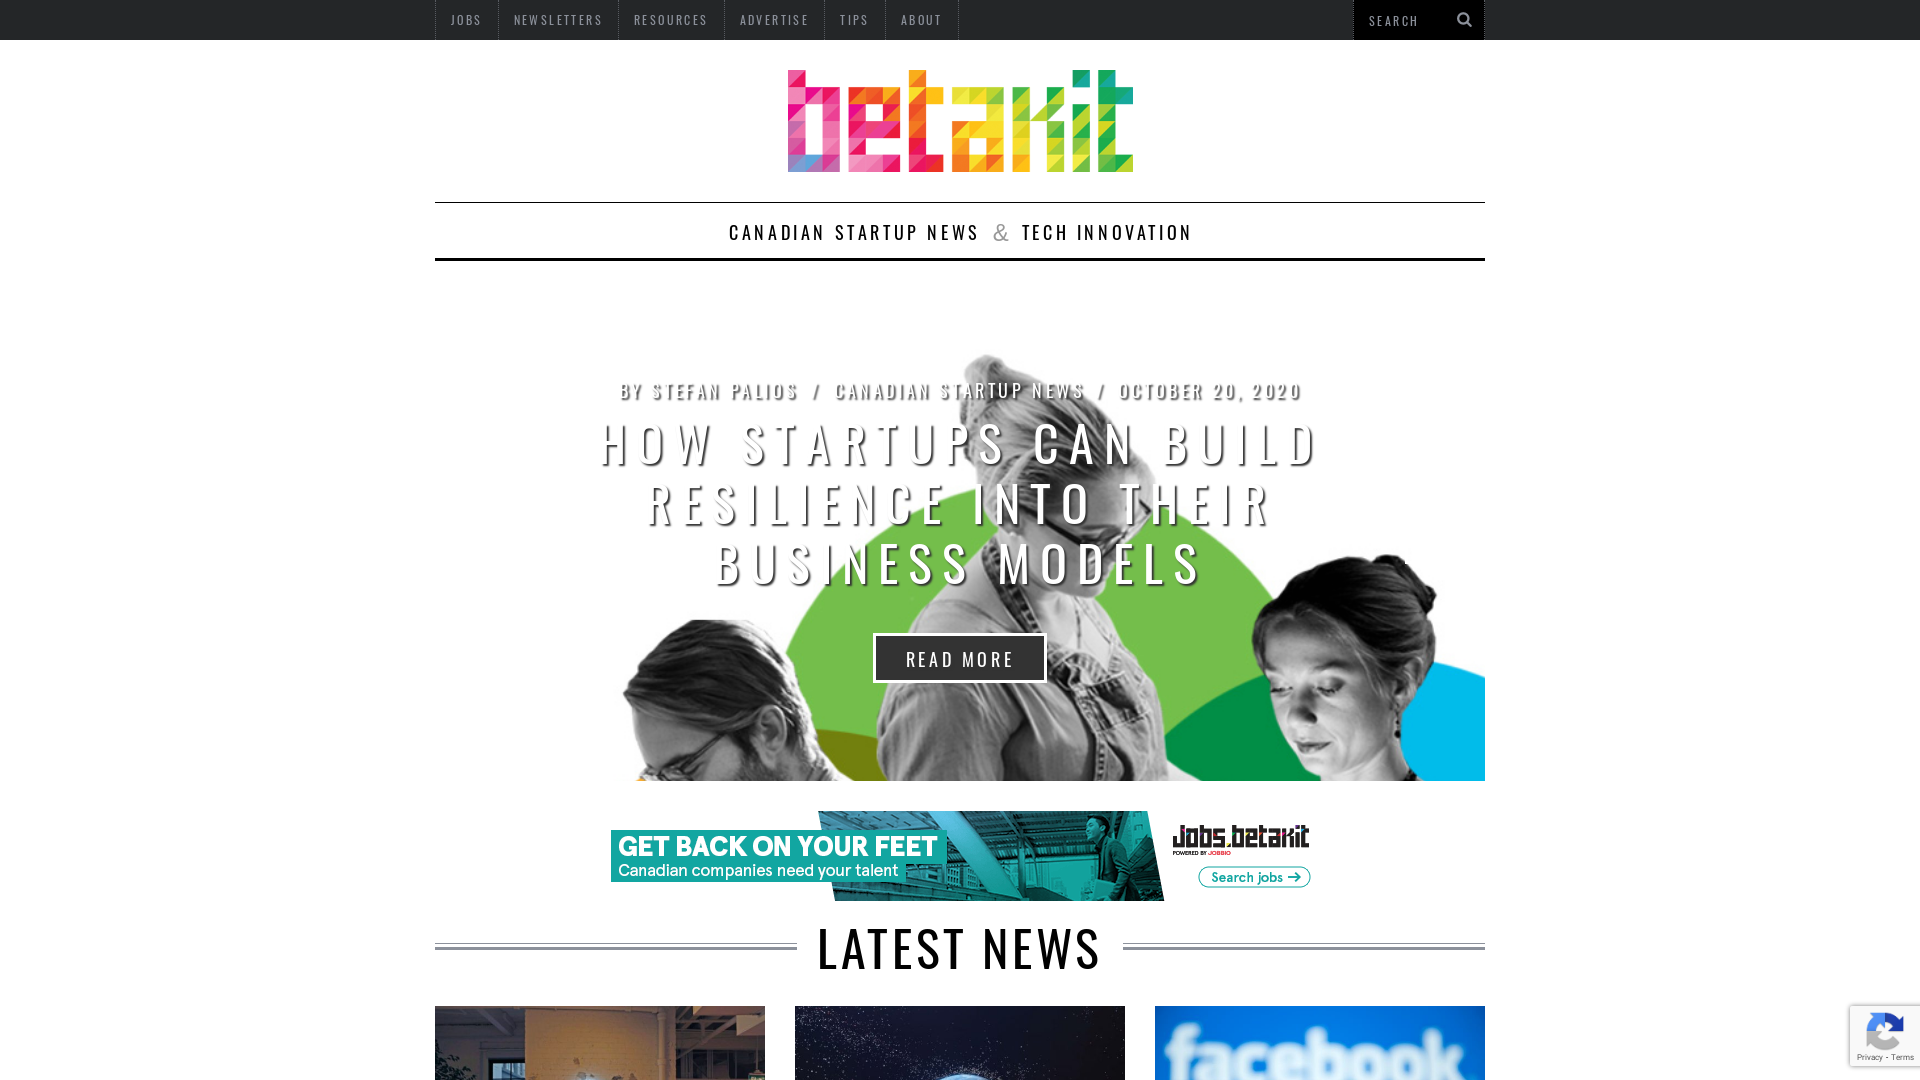 JOBS NEWSLETTERS RESOURCES ADVERTISE TIPS ABOUT SEARCH
betakit
CANADIAN STARTUP NEWS & TECH INNOVATION
BY STEFAN PALIOS / CANADIAN STARTUP NEWS / OCTOBER 20, 2020
HOW STARTUPS CAN BUILD
RESILIENCE INTO THEIR
BUSINESS MODELS
READ MORE
GET BACK ON YOUR FEET
Canadian companies need your talent
Jobs.betakit
POWERED BY JOBBIO
Search jobs →
LATEST NEWS
facebook
Privacy - Terms